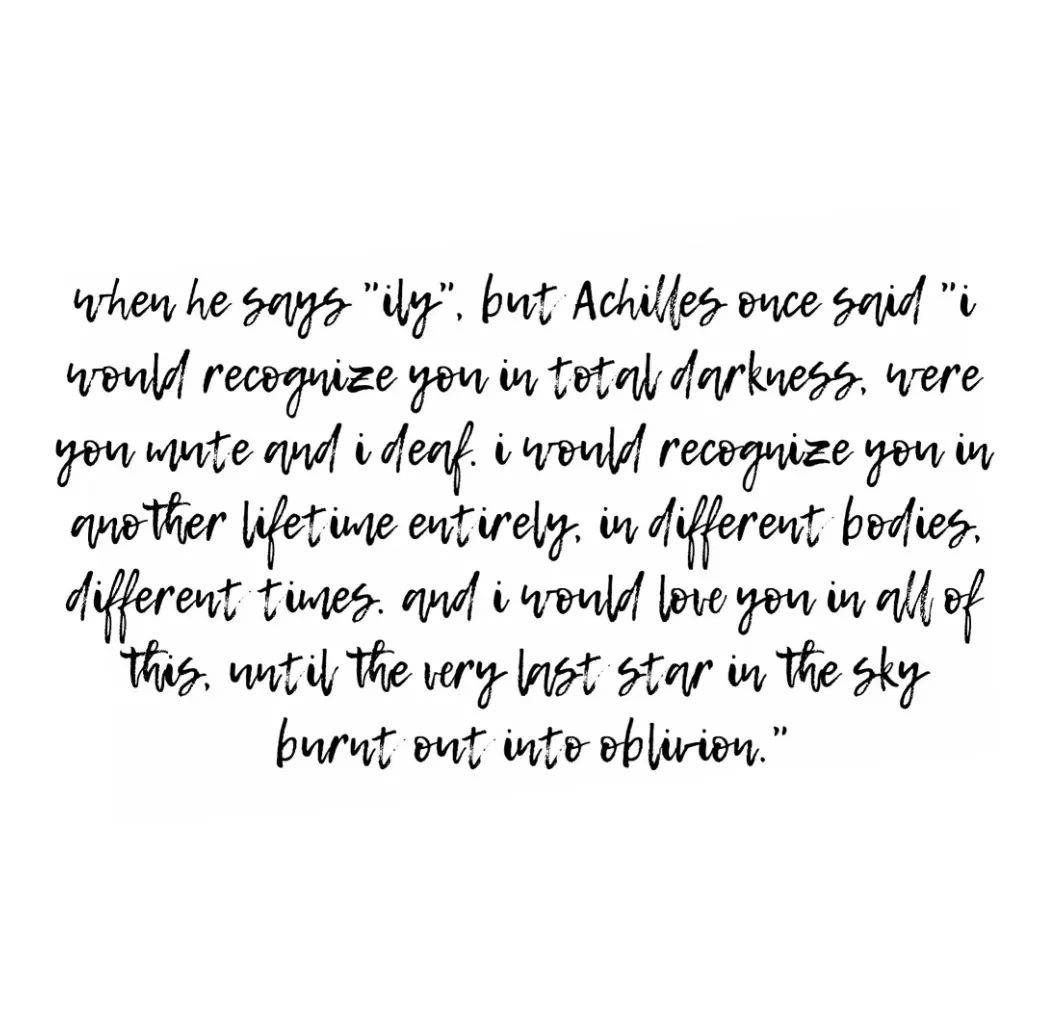 when he says "ily", but Achilles once said "i
would recognize you in total darkness, were
you mute and i deaf. i would recognize you in
another lifetime entirely, in different bodies,
different times. and i would love you in all of
this, until the very last star in the sky
burnt out into oblivion."